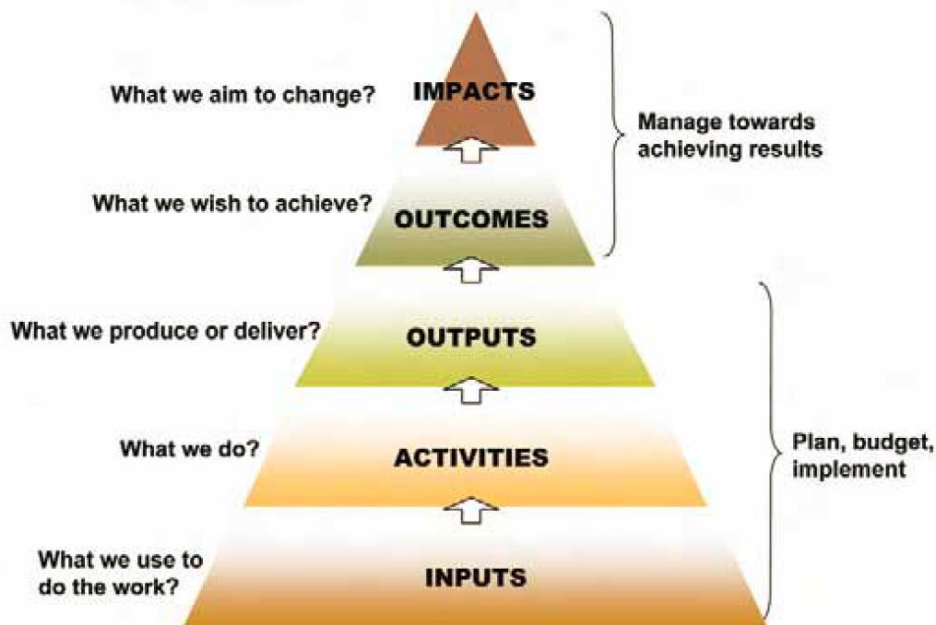 What we aim to change?
IMPACTS
Manage towards
achieving results
What we wish to achieve?
OUTCOMES
What we produce or deliver?
OUTPUTS
What we do?
ACTIVITIES
Plan, budget,
implement
What we use to
do the work?
INPUTS